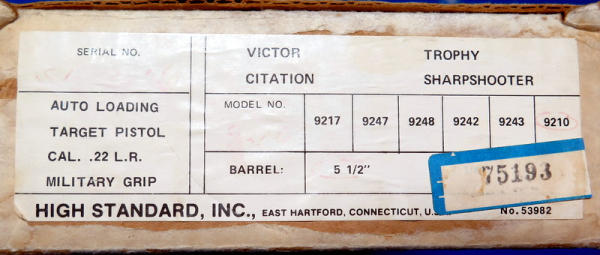 SERIAL NO.
VICTOR TROPHY
CITATION SHARPSHOOTER
AUTO LOADING
TARGET PISTOL
CAL. .22 L.R.
MILITARY GRIP
MODEL NO. 9217 9247 9248 9242 9243 9210
BARREL: 5 1/2"
75193
HIGH STANDARD, INC., EAST HARTFORD, CONNECTICUT, No. 53982